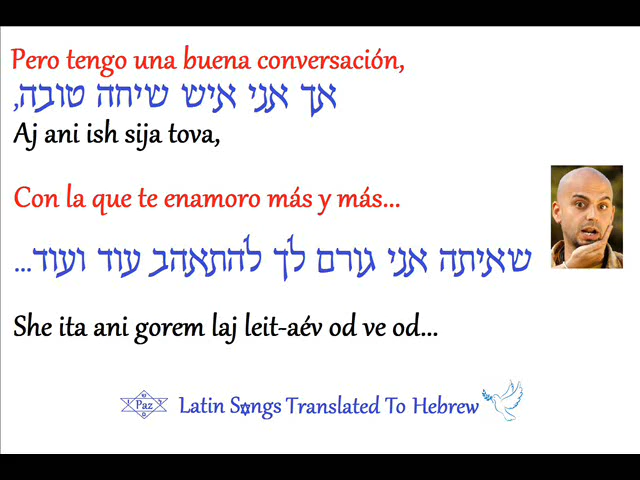 Pero tengo una buena conversación,
אך אני איש שיחה טובה,
Aj ani ish sija tova,
Con la que te enamoro más y más...
שאיתה אני גורם לך להתאהב עוד ועוד...
She ita ani gorem laj leit-aév od ve od...
Paz Latin Songs Translated To Hebrew